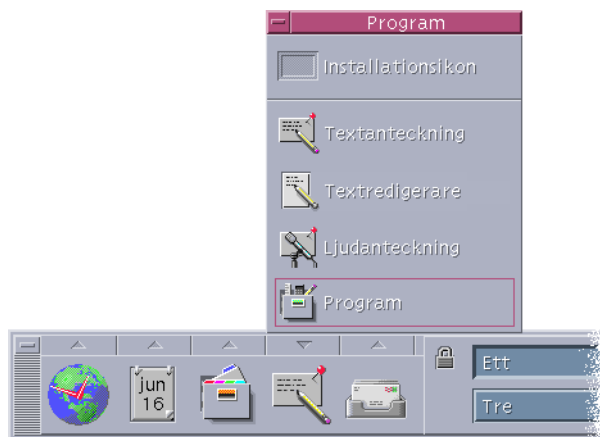 Program
Installationsikon
Textanteckning
Textredigerare
Ljudanteckning
Program
jun
16
Ett
Tre